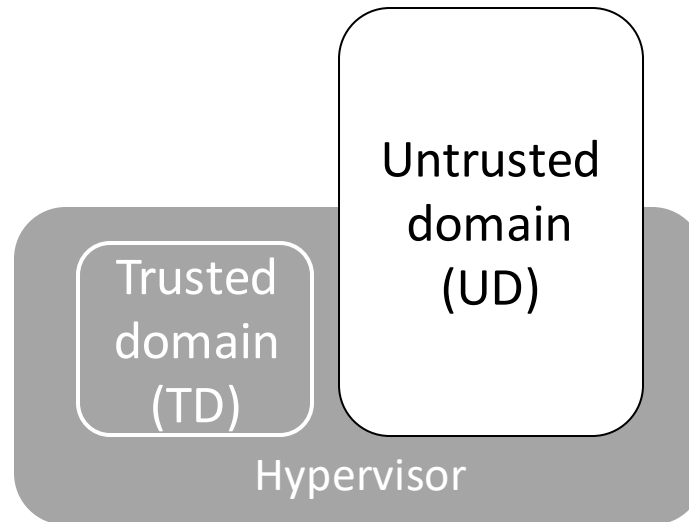 Untrusted
domain
(UD)
Trusted
domain
(TD)
Hypervisor